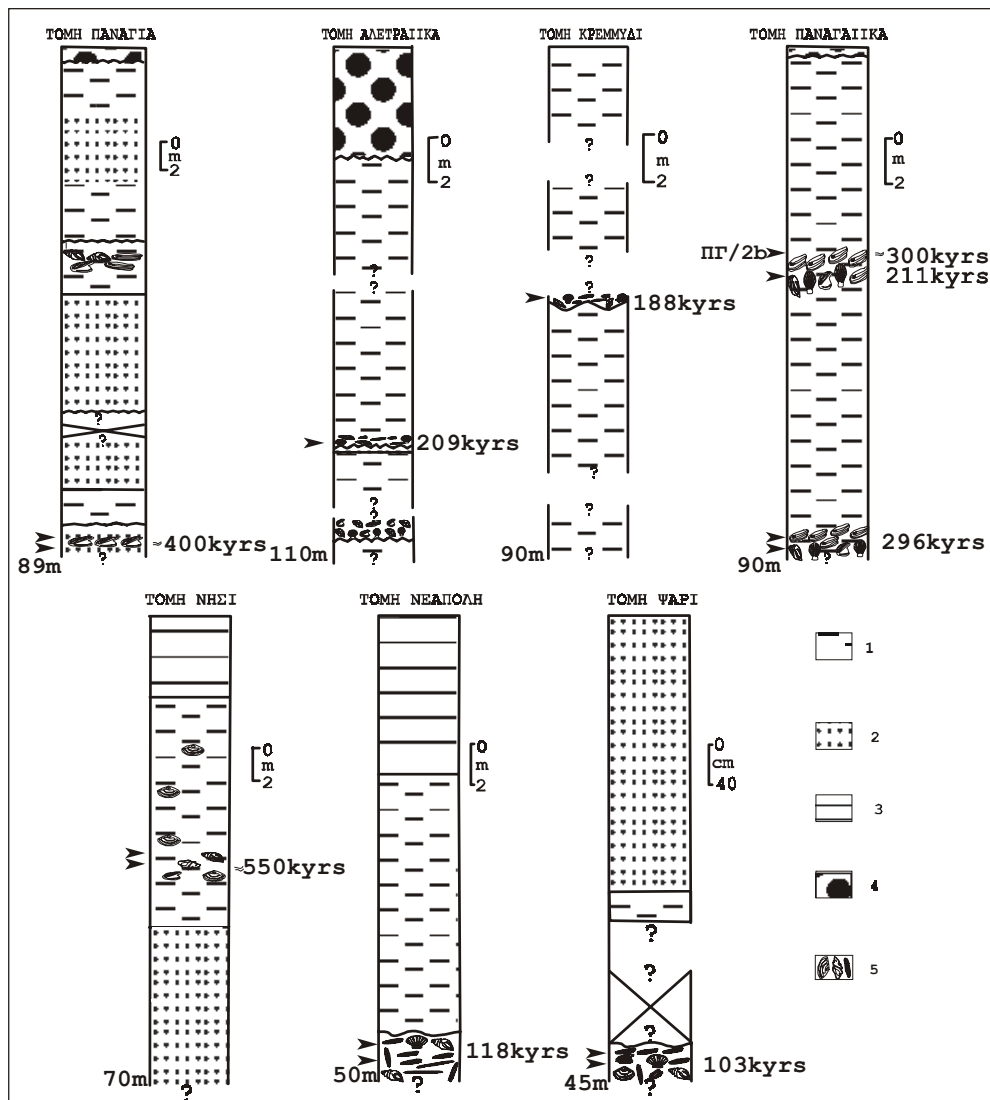 ΤΟΜΗ ΠΑΝΑΓΙΑ
ΤΟΜΗ ΑΛΕΤΡΑΙΙΚΑ
ΤΟΜΗ ΚΡΕΜΜΥΔΙ
ΤΟΜΗ ΠΑΝΑΓΑΙΙΚΑ
0
m
2
0
m
2
0
m
2
0
m
2
?
?
?
?
?
ΠΓ/2b
≈300kyrs
211kyrs
?
?
188kyrs
?
?
209kyrs
?
?
?
?
≈400kyrs
?
89m
110m
?
90m
?
296kyrs
?
90m
ΤΟΜΗ ΝΗΣΙ
ΤΟΜΗ ΝΕΑΠΟΛΗ
ΤΟΜΗ ΨΑΡΙ
1
0
m
2
0
m
2
0
cm
40
2
3
≈550kyrs
4
?
?
5
?
118kyrs
103kyrs
70m
?
50m
?
45m
?